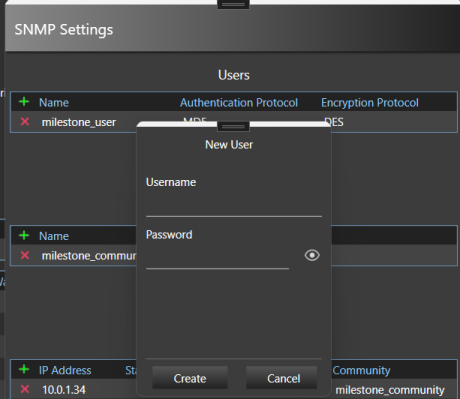 SNMP Settings
Users
Name Authentication Protocol Encryption Protocol
milestone_user MD5 DES
New User
Username
Name
Password
milestone_commun
IP Address Sta Community
10.0.1.34 milestone_community
Create Cancel